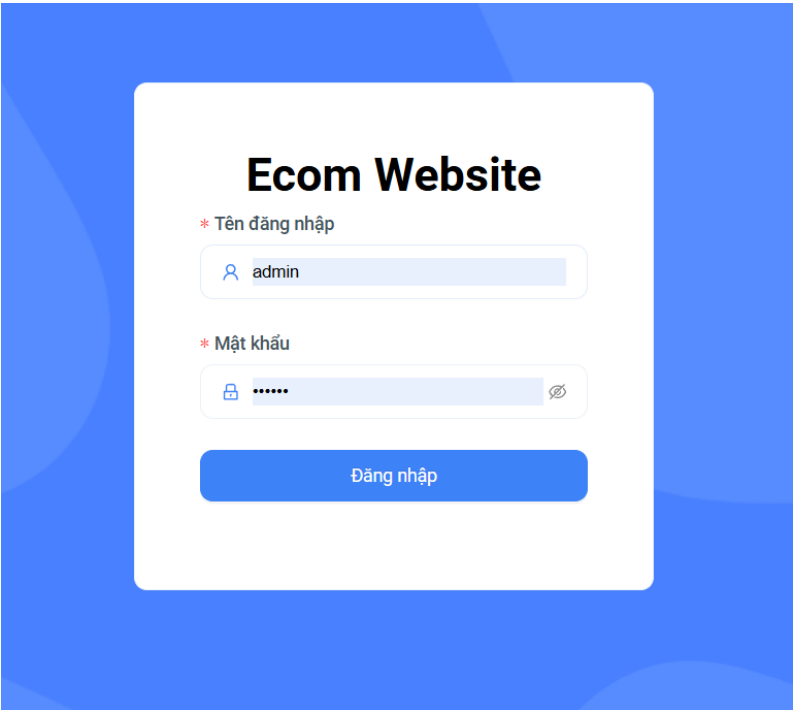 Ecom Website
* Tên đăng nhập
admin
* Mật khẩu
••••••
Đăng nhập